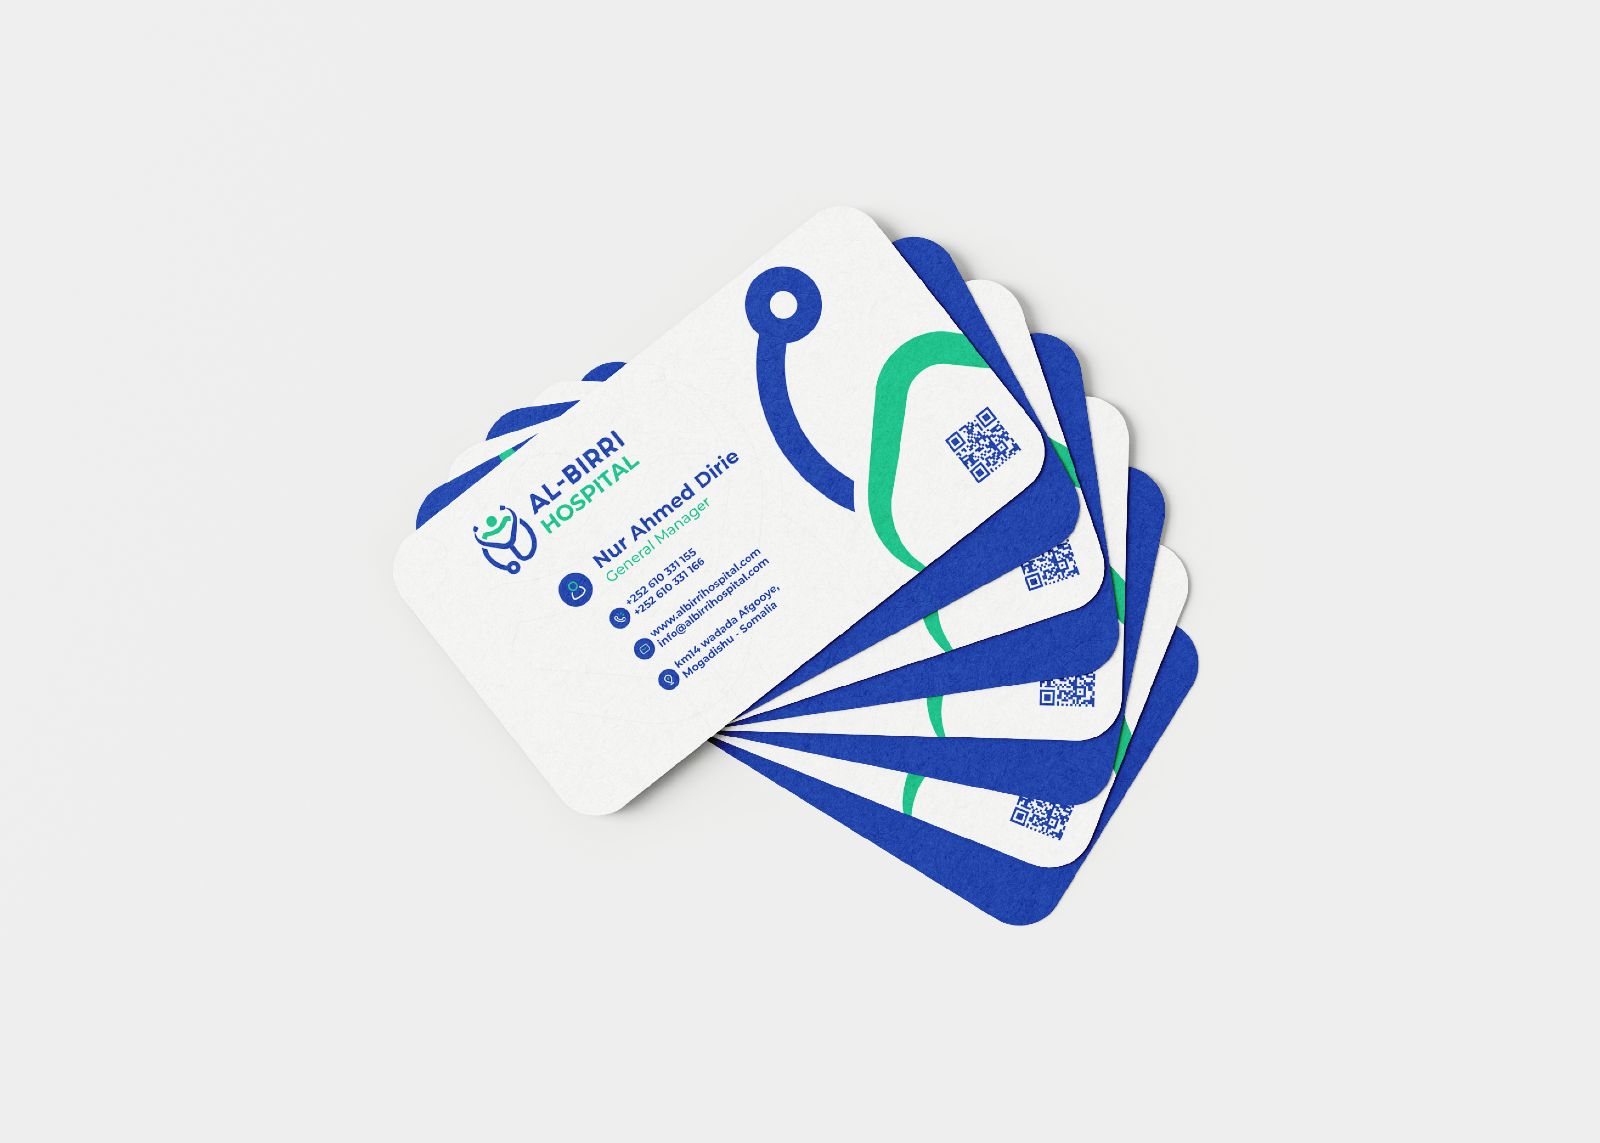 AL-BIRRI
HOSPITAL
Nur Ahmed Dirie
General Manager
+252 610 331 155
+252 610 331 166
www.albirrihospital.com
info@albirrihospital.com
km14 wadada Afgooye,
Mogadishu - Somalia